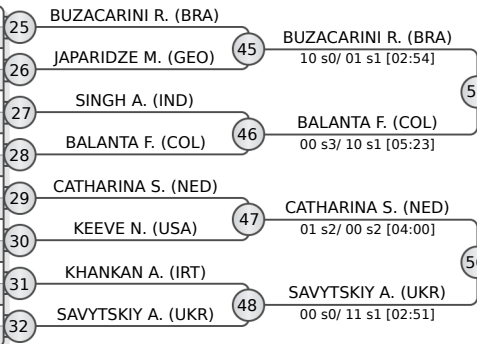 25
BUZACARINI R. (BRA)
26
JAPARIDZE M. (GEO)
45
BUZACARINI R. (BRA)
10 s0/ 01 s1 [02:54]
27
SINGH A. (IND)
28
BALANTA F. (COL)
46
BALANTA F. (COL)
00 s3/ 10 s1 [05:23]
29
CATHARINA S. (NED)
30
KEEVE N. (USA)
47
CATHARINA S. (NED)
01 s2/ 00 s2 [04:00]
31
KHANKAN A. (IRT)
32
SAVYTSKIY A. (UKR)
48
SAVYTSKIY A. (UKR)
00 s0/ 11 s1 [02:51]